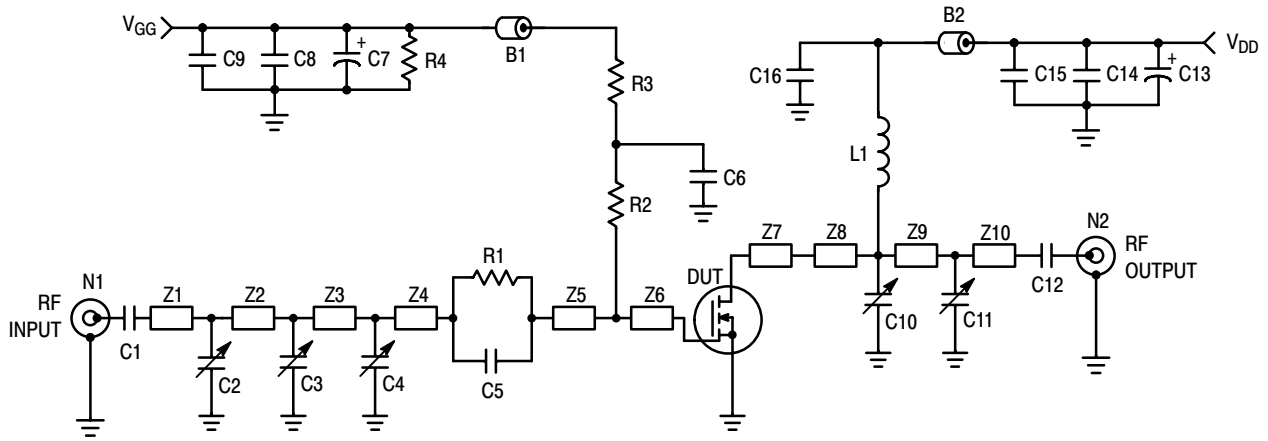 VGG
C9
C8
C7
+
R4
B1
R3
C6
R2
B2
C16
L1
C15
C14
+
C13
VDD
N1
RF
INPUT
C1
Z1
C2
Z2
C3
Z3
C4
Z4
R1
C5
Z5
Z6
DUT
Z7
Z8
C10
Z9
C11
Z10
C12
N2
RF
OUTPUT